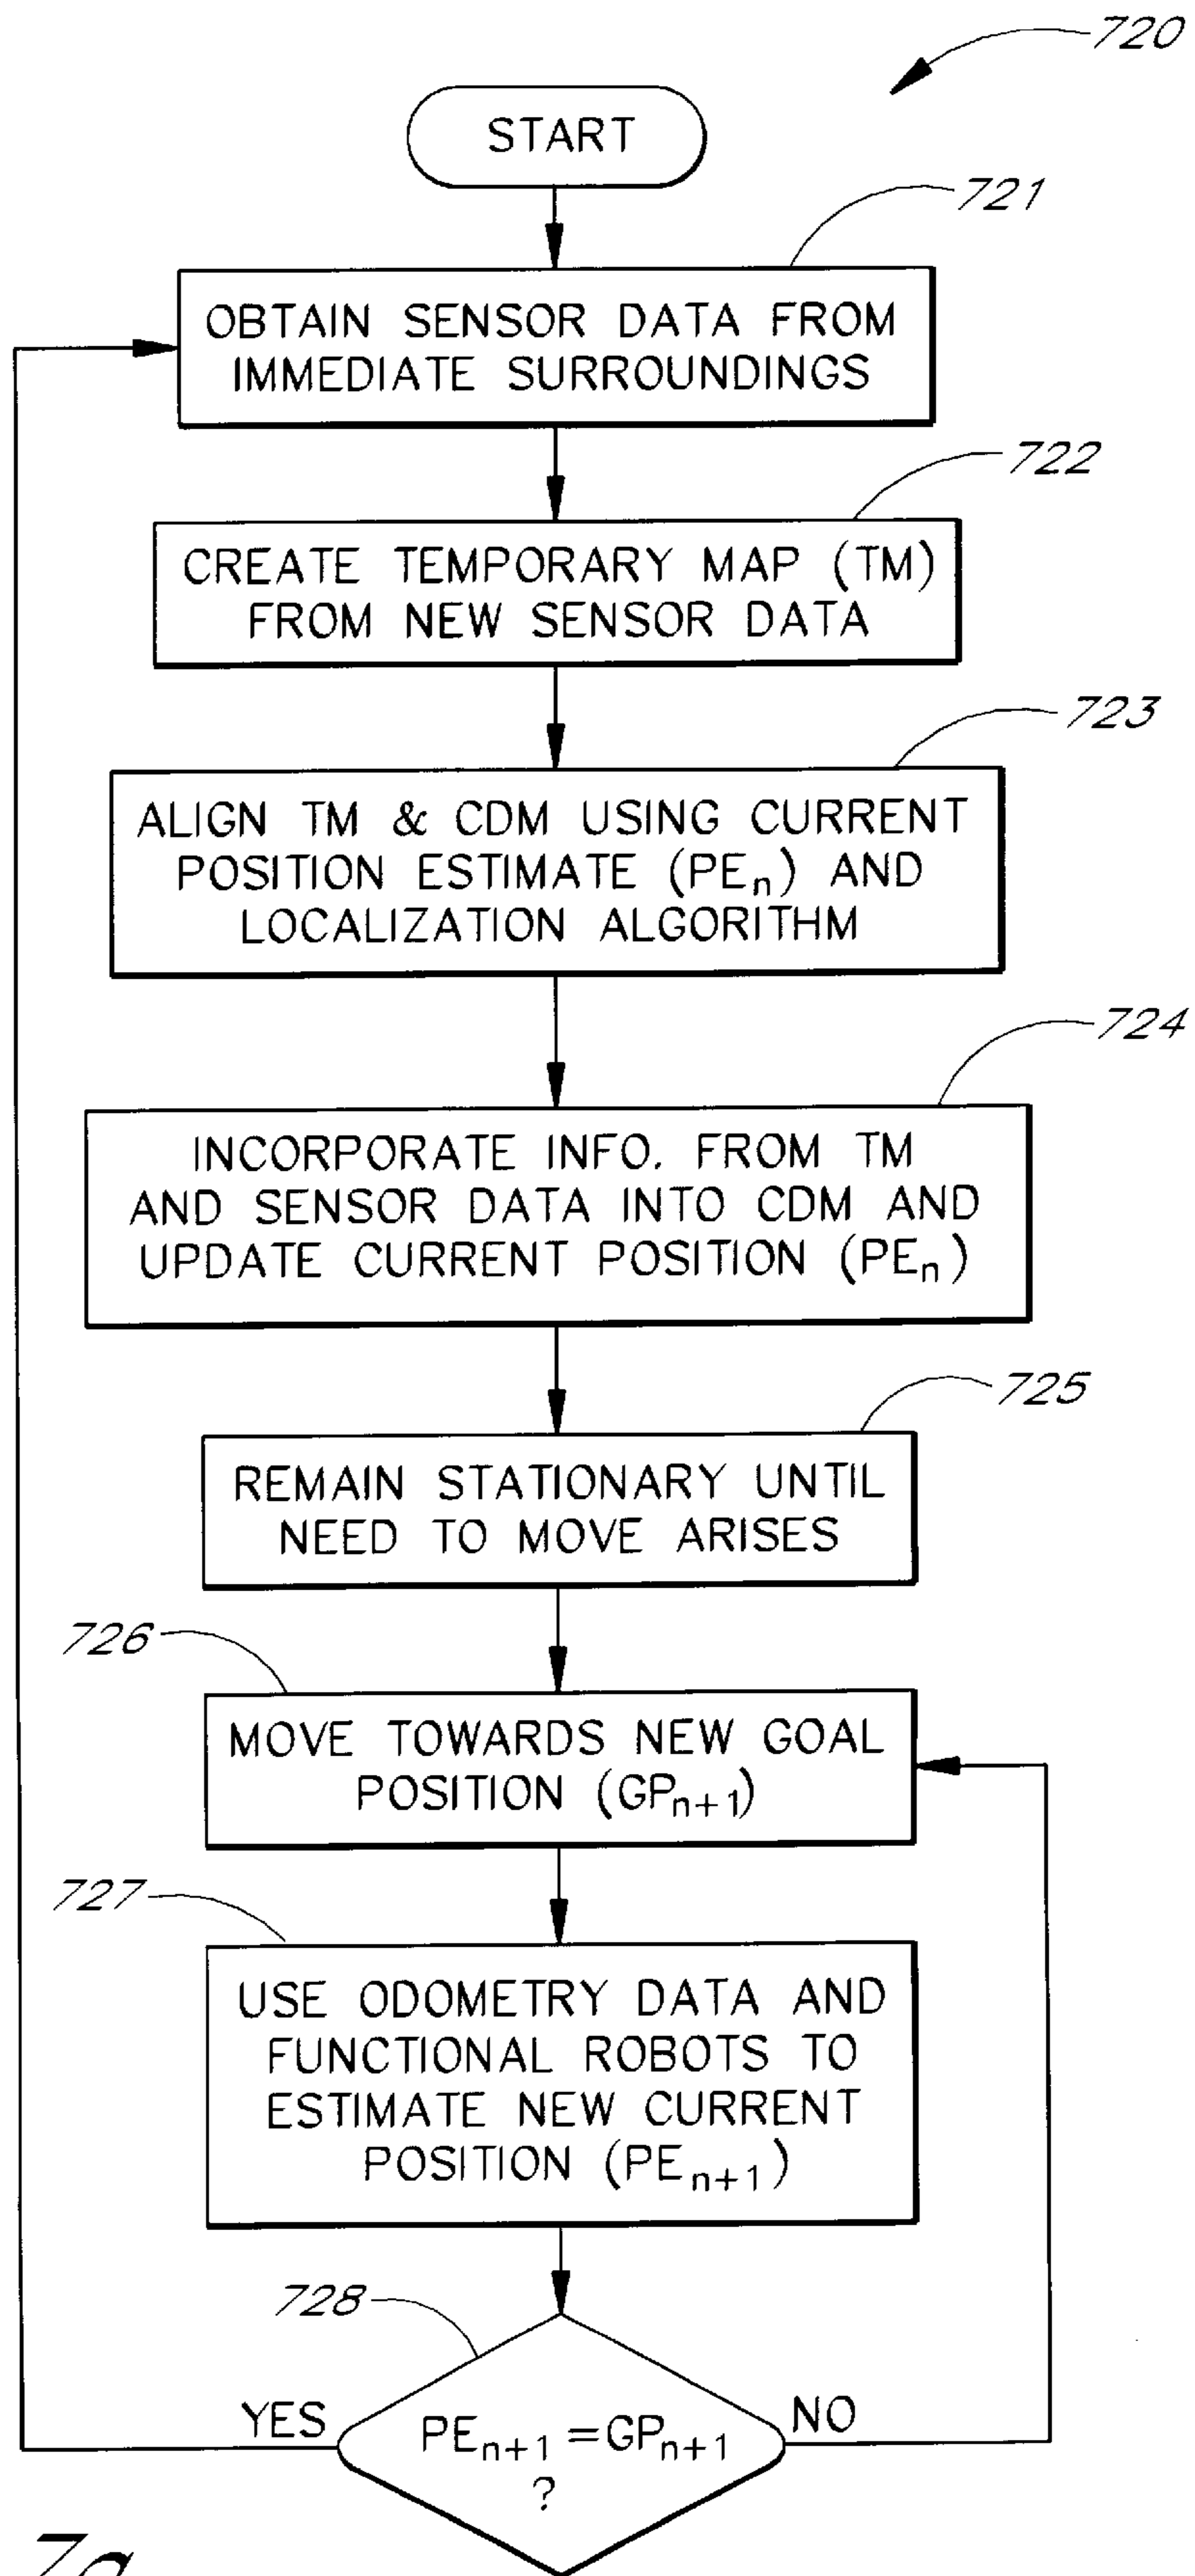 720
START
721
OBTAIN SENSOR DATA FROM
IMMEDIATE SURROUNDINGS
722
CREATE TEMPORARY MAP (TM)
FROM NEW SENSOR DATA
723
ALIGN TM & CDM USING CURRENT
POSITION ESTIMATE (PEn) AND
LOCALIZATION ALGORITHM
724
INCORPORATE INFO. FROM TM
AND SENSOR DATA INTO CDM AND
UPDATE CURRENT POSITION (PEn)
725
REMAIN STATIONARY UNTIL
NEED TO MOVE ARISES
726
MOVE TOWARDS NEW GOAL
POSITION (GPn+1)
727
USE ODOMETRY DATA AND
FUNCTIONAL ROBOTS TO
ESTIMATE NEW CURRENT
POSITION (PEn+1)
728
YES
NO
PEn+1 =GPn+1
?